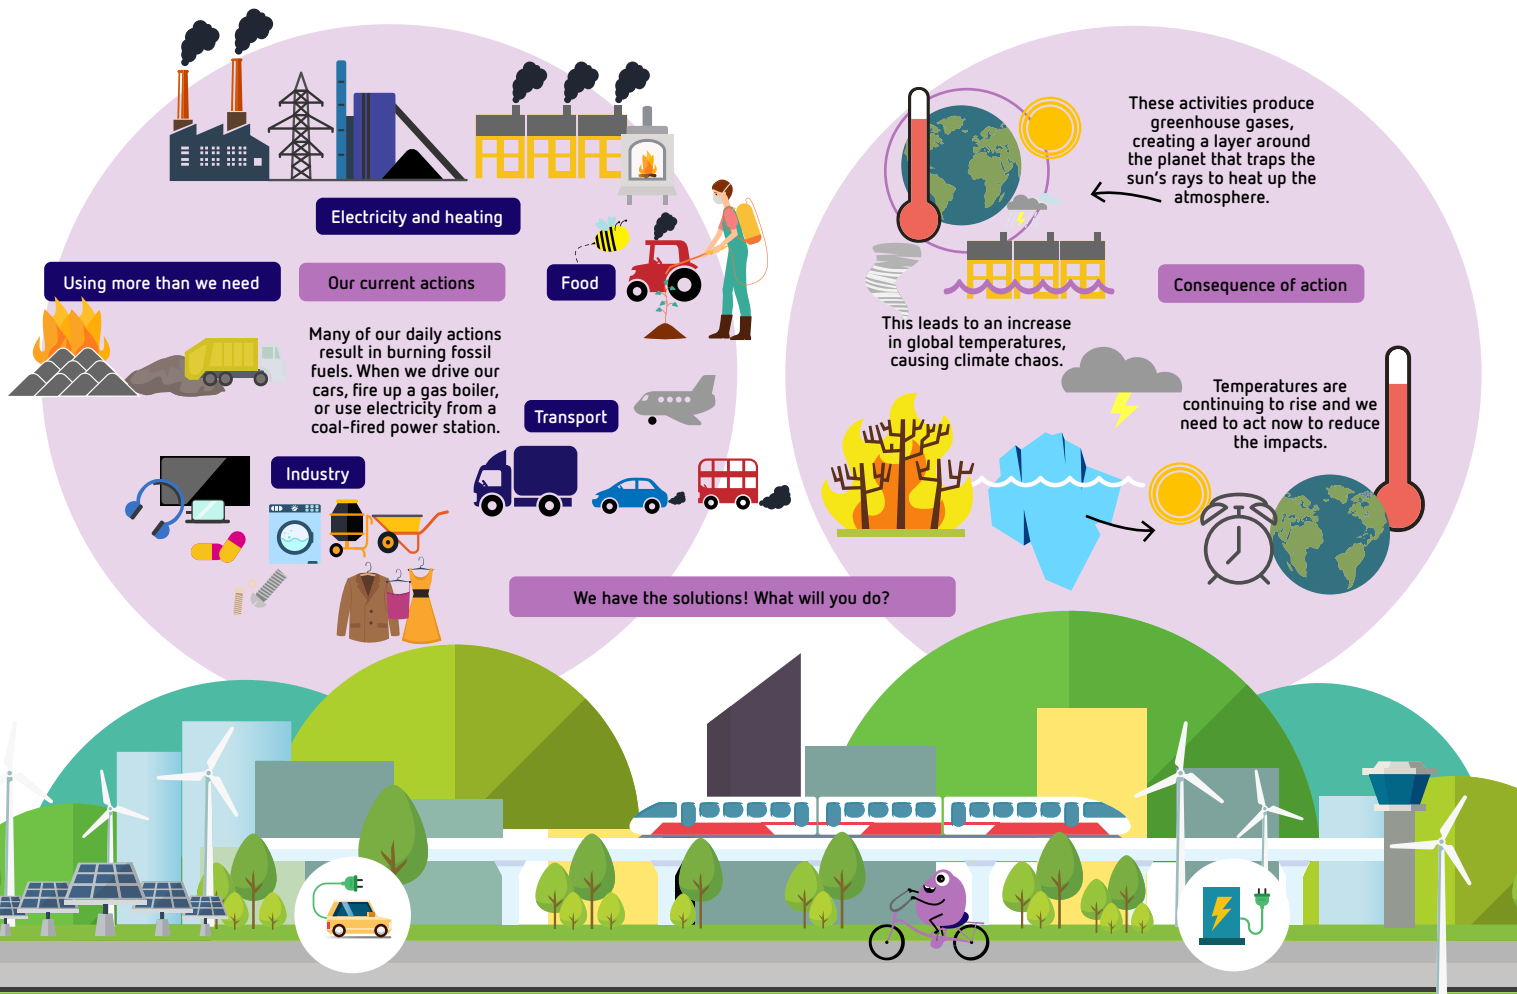 Electricity and heating
Using more than we need
Our current actions
Food
Many of our daily actions
result in burning fossil
fuels. When we drive our
cars, fire up a gas boiler,
or use electricity from a
coal-fired power station.
Transport
Industry
These activities produce
greenhouse gases,
creating a layer around
the planet that traps the
sun's rays to heat up the
atmosphere.
Consequence of action
This leads to an increase
in global temperatures,
causing climate chaos.
Temperatures are
continuing to rise and we
need to act now to reduce
the impacts.
We have the solutions! What will you do?